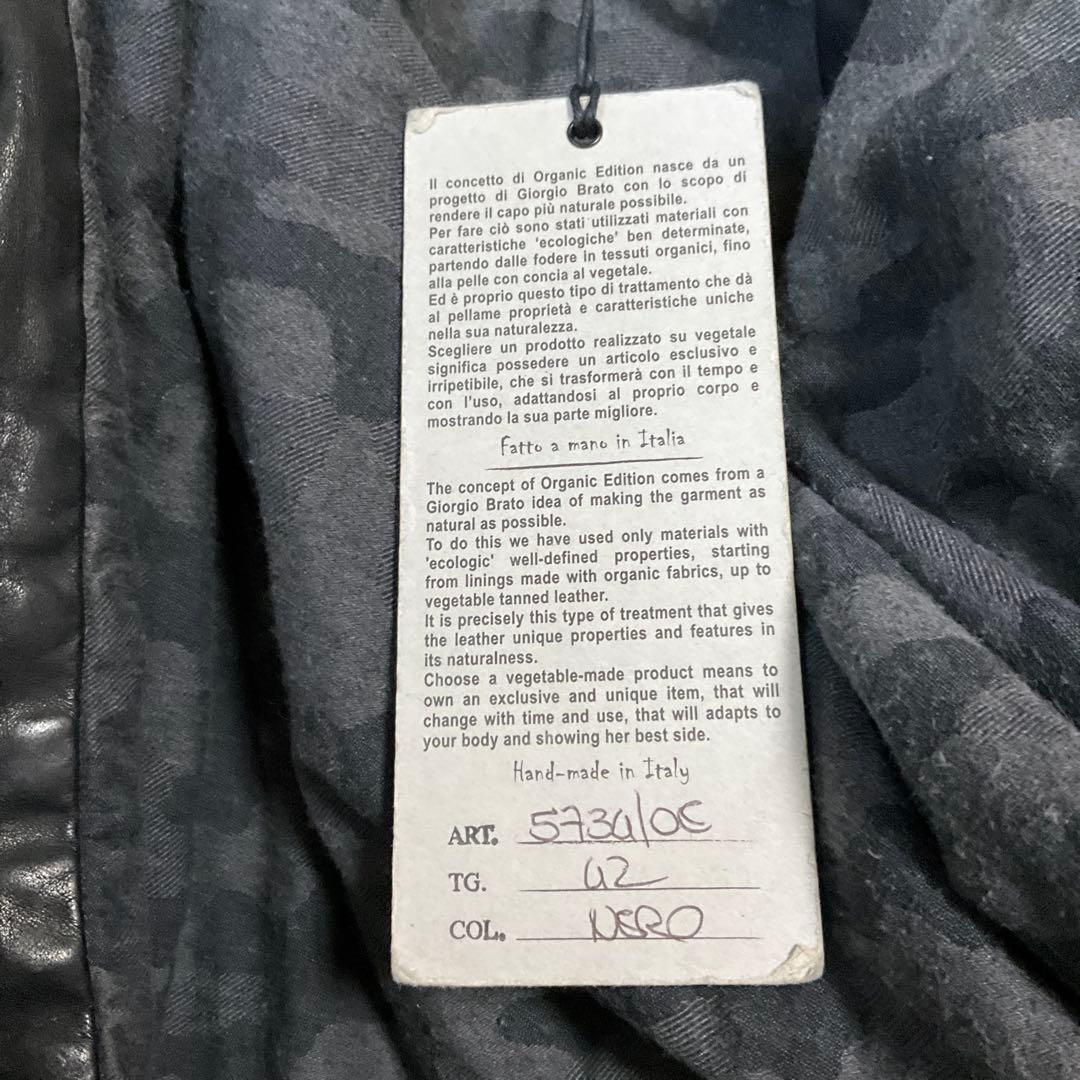 Il concetto di Organic Edition nasce da un
progetto di Giorgio Brato con lo scopo di
rendere il capo più naturale possibile.
Per fare ciò sono stati utilizzati materiali con
caratteristiche 'ecologiche' ben determinate,
partendo dalle fodere in tessuti organici, fino
alla pelle con concia al vegetale.
Ed è proprio questo tipo di trattamento che dà
al pellame proprietà e caratteristiche uniche
nella sua naturalezza.
Scegliere un prodotto realizzato su vegetale
significa possedere un articolo esclusivo e
irripetibile, che si trasformerà con il tempo e
con l'uso, adattandosi al proprio corpo e
mostrando la sua parte migliore.
Fatto a mano in Italia
The concept of Organic Edition comes from a
Giorgio Brato idea of making the garment as
natural as possible.
To do this we have used only materials with
'ecologic' well-defined properties, starting
from linings made with organic fabrics, up to
vegetable tanned leather.
It is precisely this type of treatment that gives
the leather unique properties and features in
its naturalness.
Choose a vegetable-made product means to
own an exclusive and unique item, that will
change with time and use, that will adapts to
your body and showing her best side.
Hand-made in Italy
ART.
TG. 42
COL. NERO